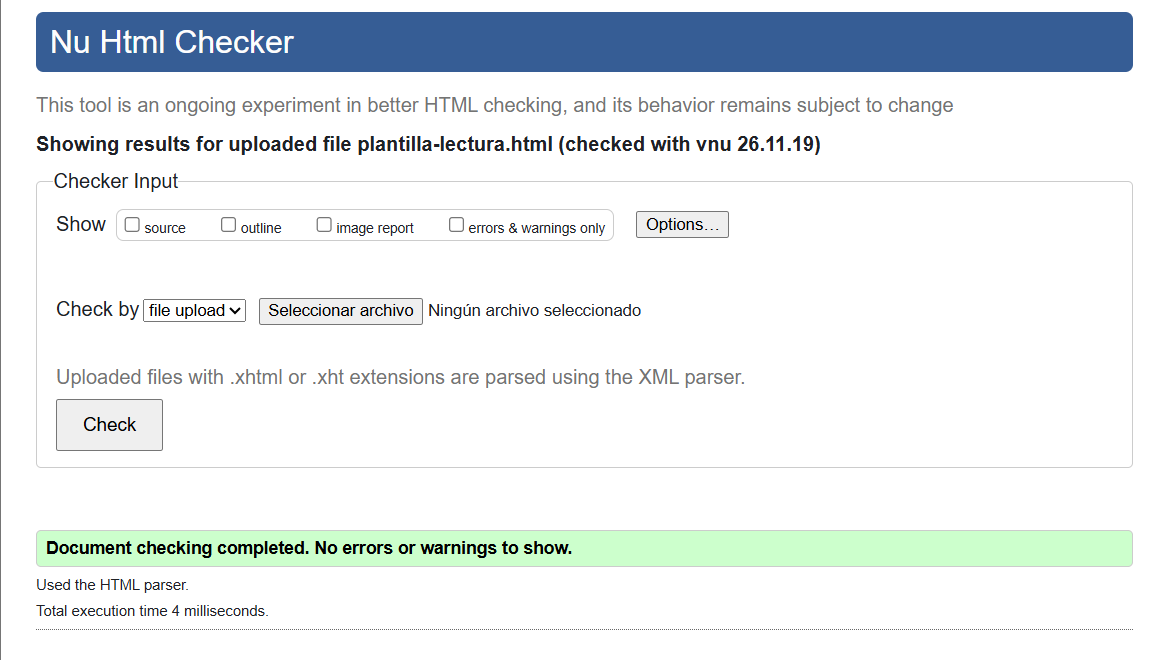 Nu Html Checker
This tool is an ongoing experiment in better HTML checking, and its behavior remains subject to change
Showing results for uploaded file plantilla-lectura.html (checked with vnu 26.11.19)
Checker Input
Show source outline image report errors & warnings only Options...
Check by file upload Seleccionar archivo Ningún archivo seleccionado
Uploaded files with .xhtml or .xht extensions are parsed using the XML parser.
Check
Document checking completed. No errors or warnings to show.
Used the HTML parser.
Total execution time 4 milliseconds.